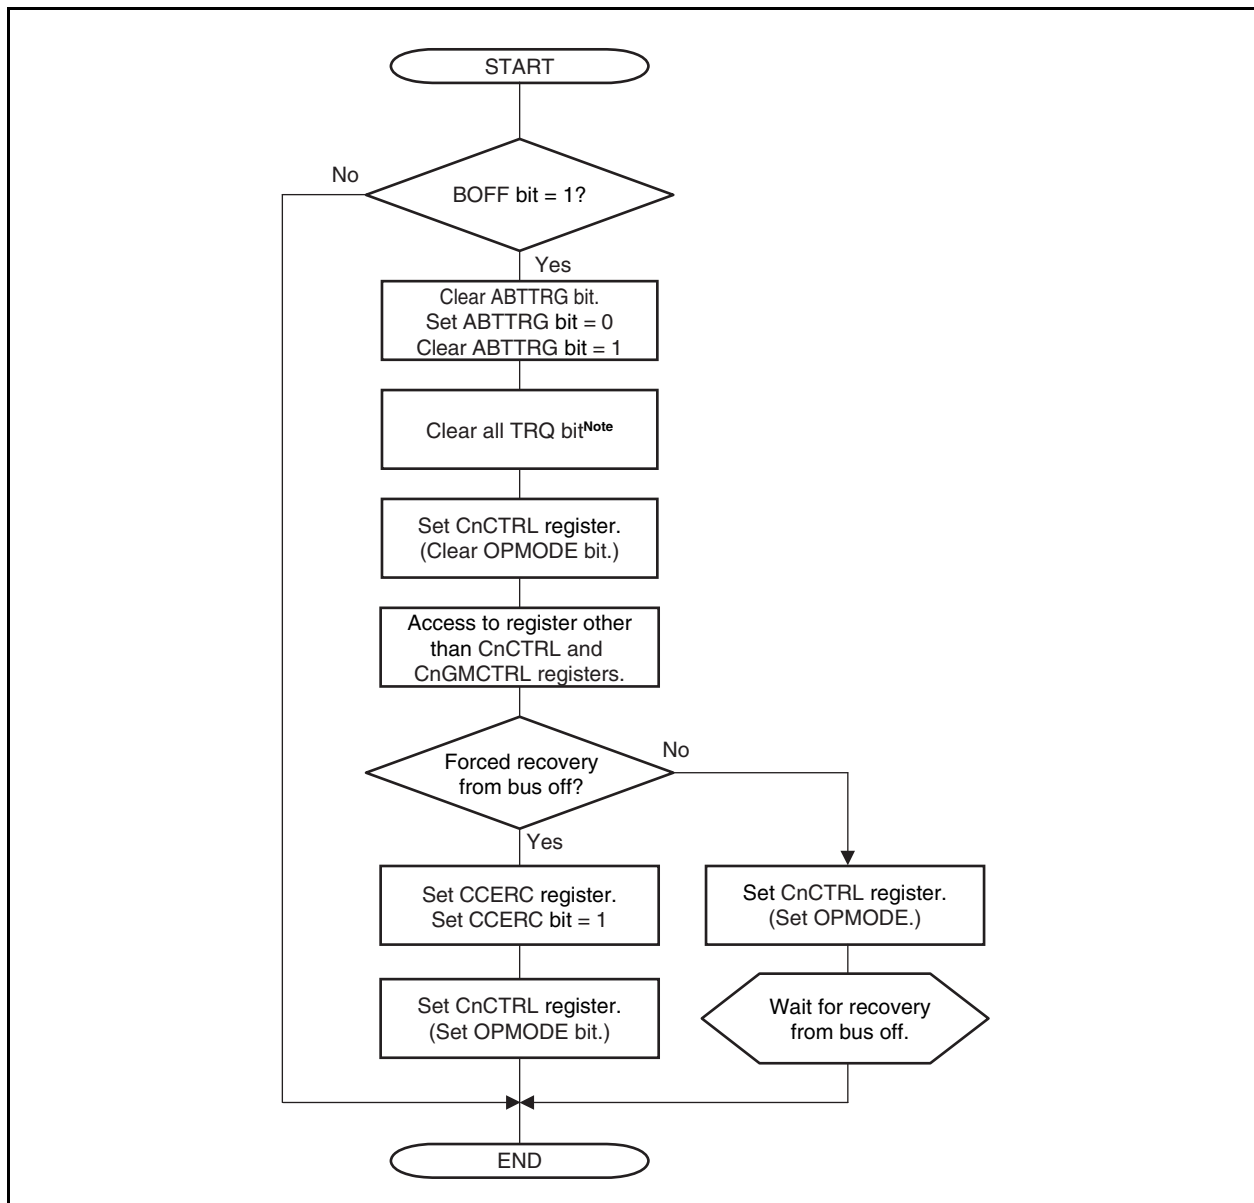 START
No
BOFF bit = 1?
Yes
Clear ABTTRG bit.
Set ABTTRG bit = 0
Clear ABTTRG bit = 1
Clear all TRQ bitNote
Set CnCTRL register.
(Clear OPMODE bit.)
Access to register other
than CnCTRL and
CnGMCTRL registers.
Forced recovery
from bus off?
No
Yes
Set CCERC register.
Set CCERC bit = 1
Set CnCTRL register.
(Set OPMODE.)
Set CnCTRL register.
(Set OPMODE bit.)
Wait for recovery
from bus off.
END